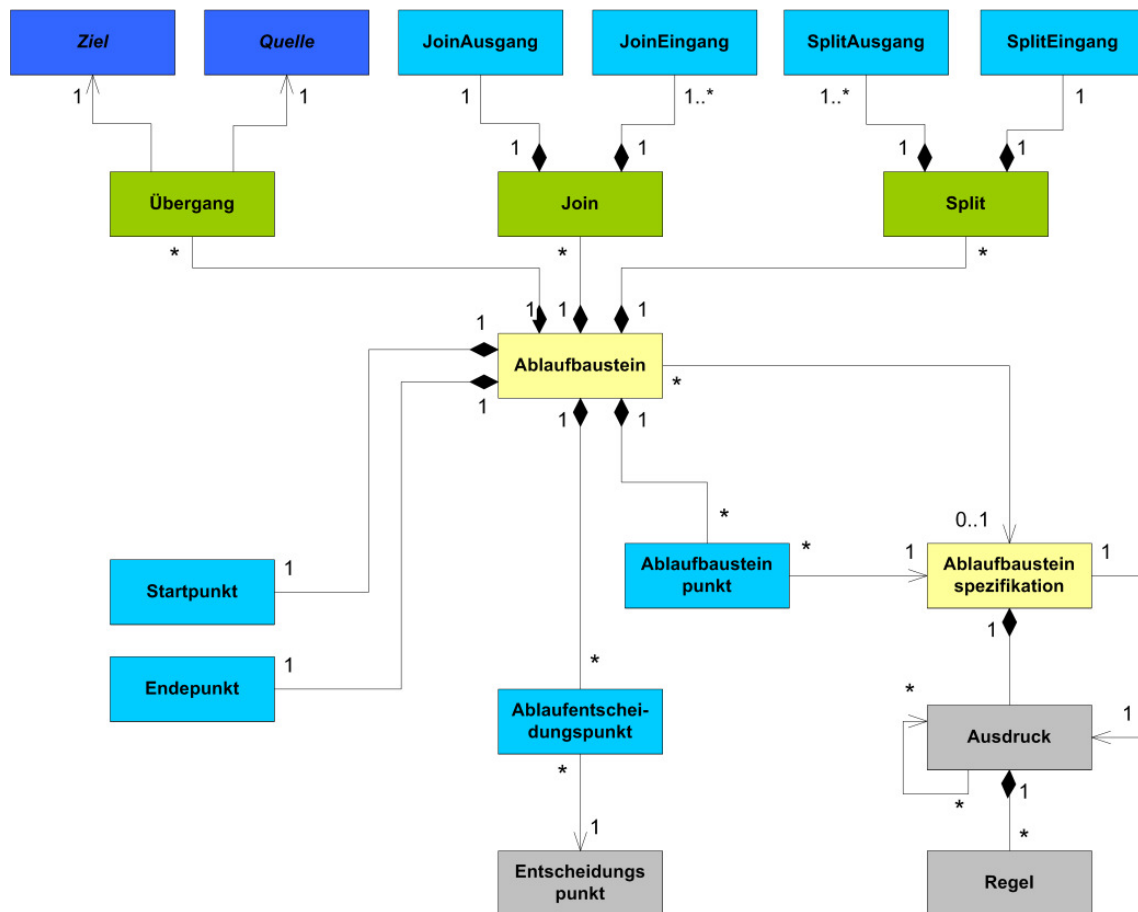 Ziel
Quelle
JoinAusgang
JoinEingang
SplitAusgang
SplitEingang
1
1
1
1..*
1..*
1
1
1
1
1
Übergang
Join
Split
*
*
*
1
1
1
1
Ablaufbaustein
1
1
1
*
0..1
*
*
1
1
Startpunkt
1
Ablaufbaustein
punkt
Ablaufbaustein
spezifikation
1
Endepunkt
1
*
Ablaufentschei-
dungspunkt
*
Ausdruck
1
*
*
1
1
*
Entscheidungs
punkt
Regel